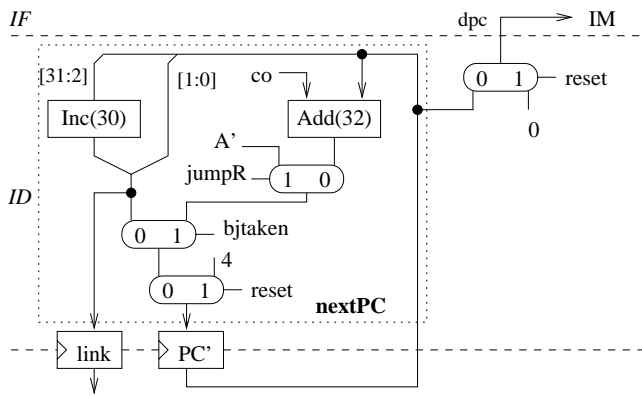 IF
dpc
IM
[31:2]
[1:0]
co
0 1
reset
Inc(30)
Add(32)
0
A'
jumpR
1 0
ID
0 1
bjtaken
4
0 1
reset
nextPC
link
PC'